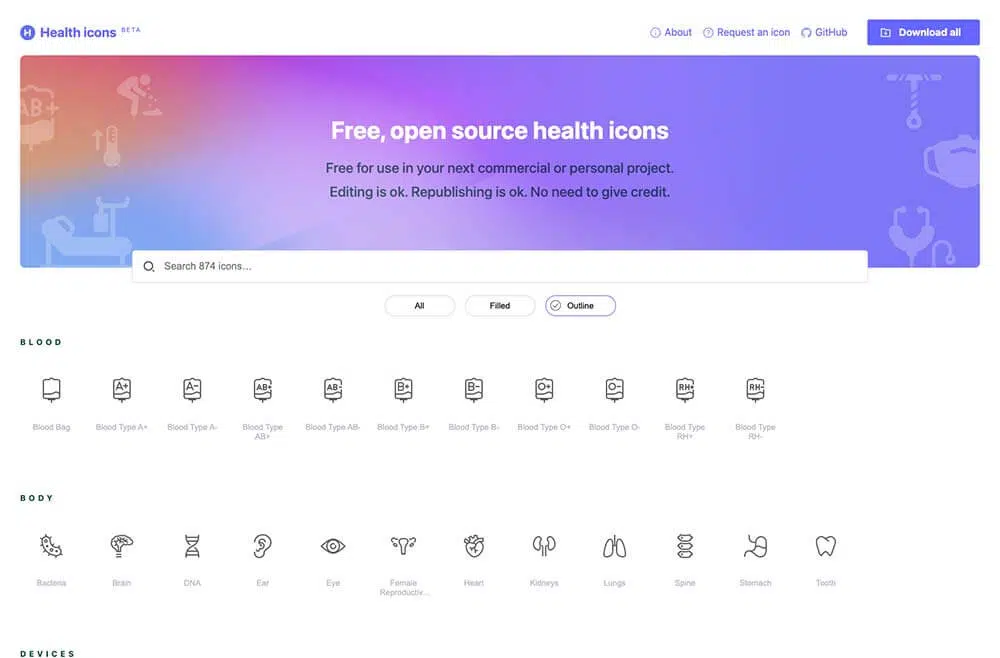 Health icons BETA
About Request an icon GitHub Download all
AB+
Free, open source health icons
Free for use in your next commercial or personal project.
Editing is ok. Republishing is ok. No need to give credit.
Search 874 icons...
All Filled Outline
BLOOD
A+ A- AB+ AB- B+ B- O+ O- RH+ RH-
Blood Bag Blood Type A+ Blood Type A- Blood Type Blood Type AB- Blood Type B+ Blood Type B- Blood Type O+ Blood Type O- Blood Type Blood Type
AB+ RH+ RH-
BODY
Bacteria Brain DNA Ear Eye Female Heart Kidneys Lungs Spine Stomach Tooth
Reproductiv...
DEVICES